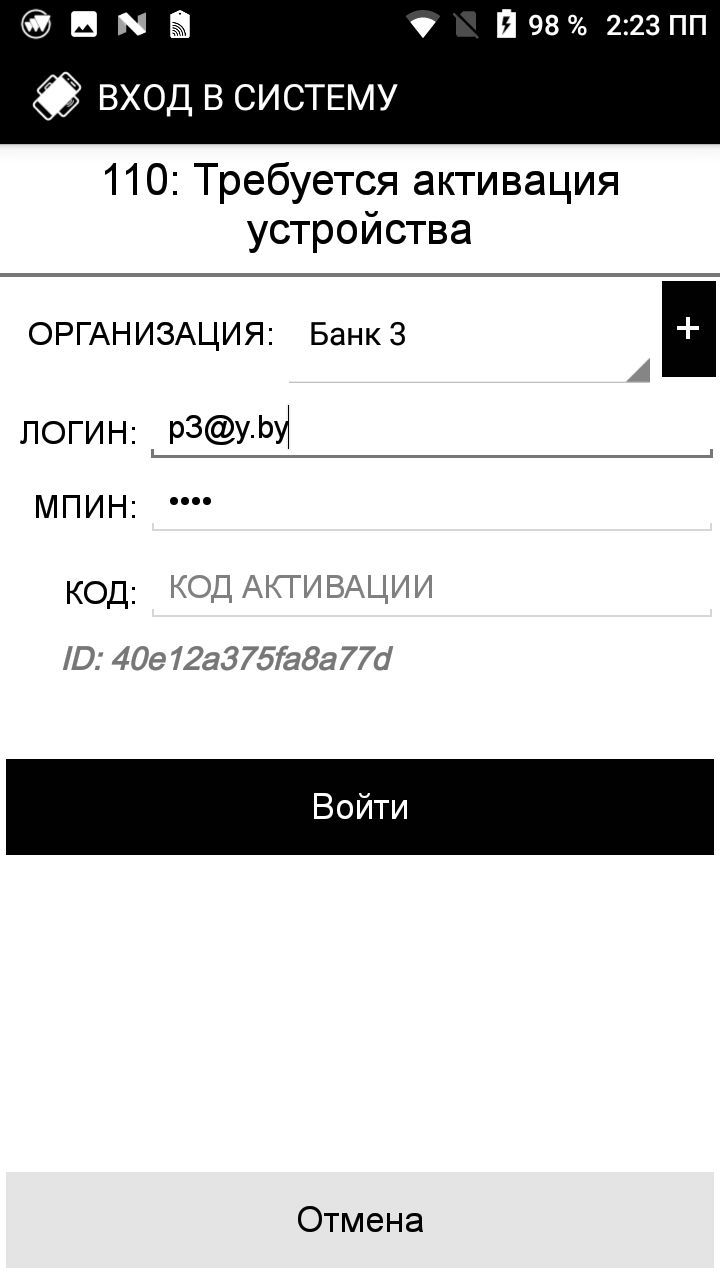 98 % 2:23 ПП
ВХОД В СИСТЕМУ
110: Требуется активация
устройства
ОРГАНИЗАЦИЯ: Банк 3 +
ЛОГИН: p3@y.by
МПИН: ••••
КОД: КОД АКТИВАЦИИ
ID: 40e12a375fa8a77d
Войти
Отмена